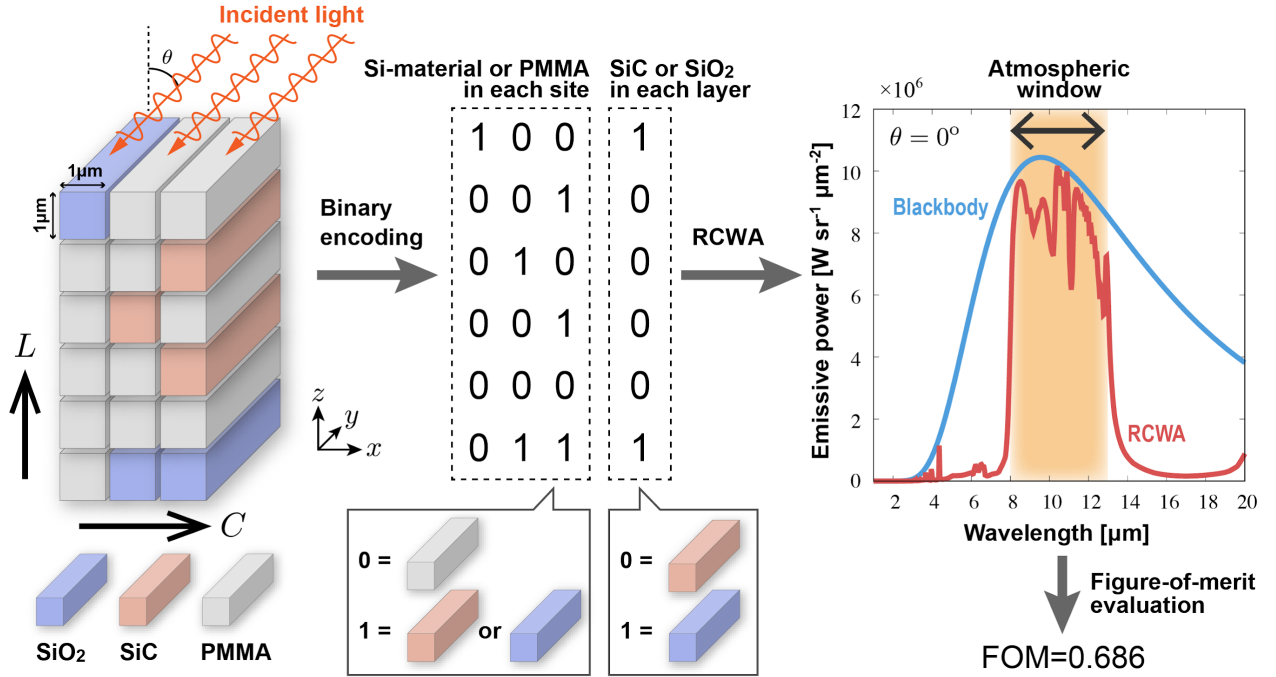 Incident light
θ
1μm
1μm
L
C
z
y
x
SiO₂
SiC
PMMA
Binary
encoding
Si-material or PMMA
in each site
SiC or SiO₂
in each layer
1 0 0 1
0 0 1 0
0 1 0 0
0 0 1 0
0 0 0 0
0 1 1 1
0 =
1 =
or
0 =
1 =
RCWA
Atmospheric
window
×10⁶
θ = 0°
Blackbody
RCWA
Emissive power [W sr⁻¹ μm⁻²]
12
10
8
6
4
2
0
2 4 6 8 10 12 14 16 18 20
Wavelength [μm]
Figure-of-merit
evaluation
FOM=0.686